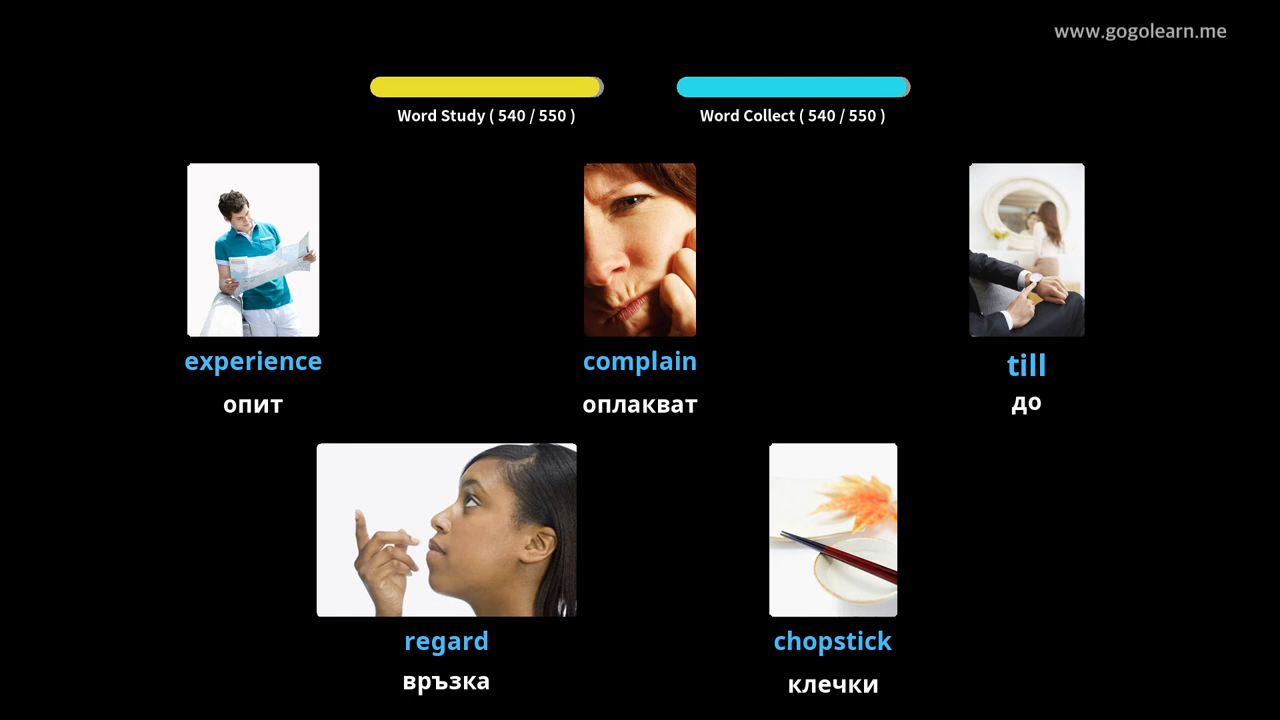 www.gogolearn.me
Word Study ( 540 / 550 )
Word Collect ( 540 / 550 )
experience
complain
till
опит
оплакват
до
regard
chopstick
връзка
клечки